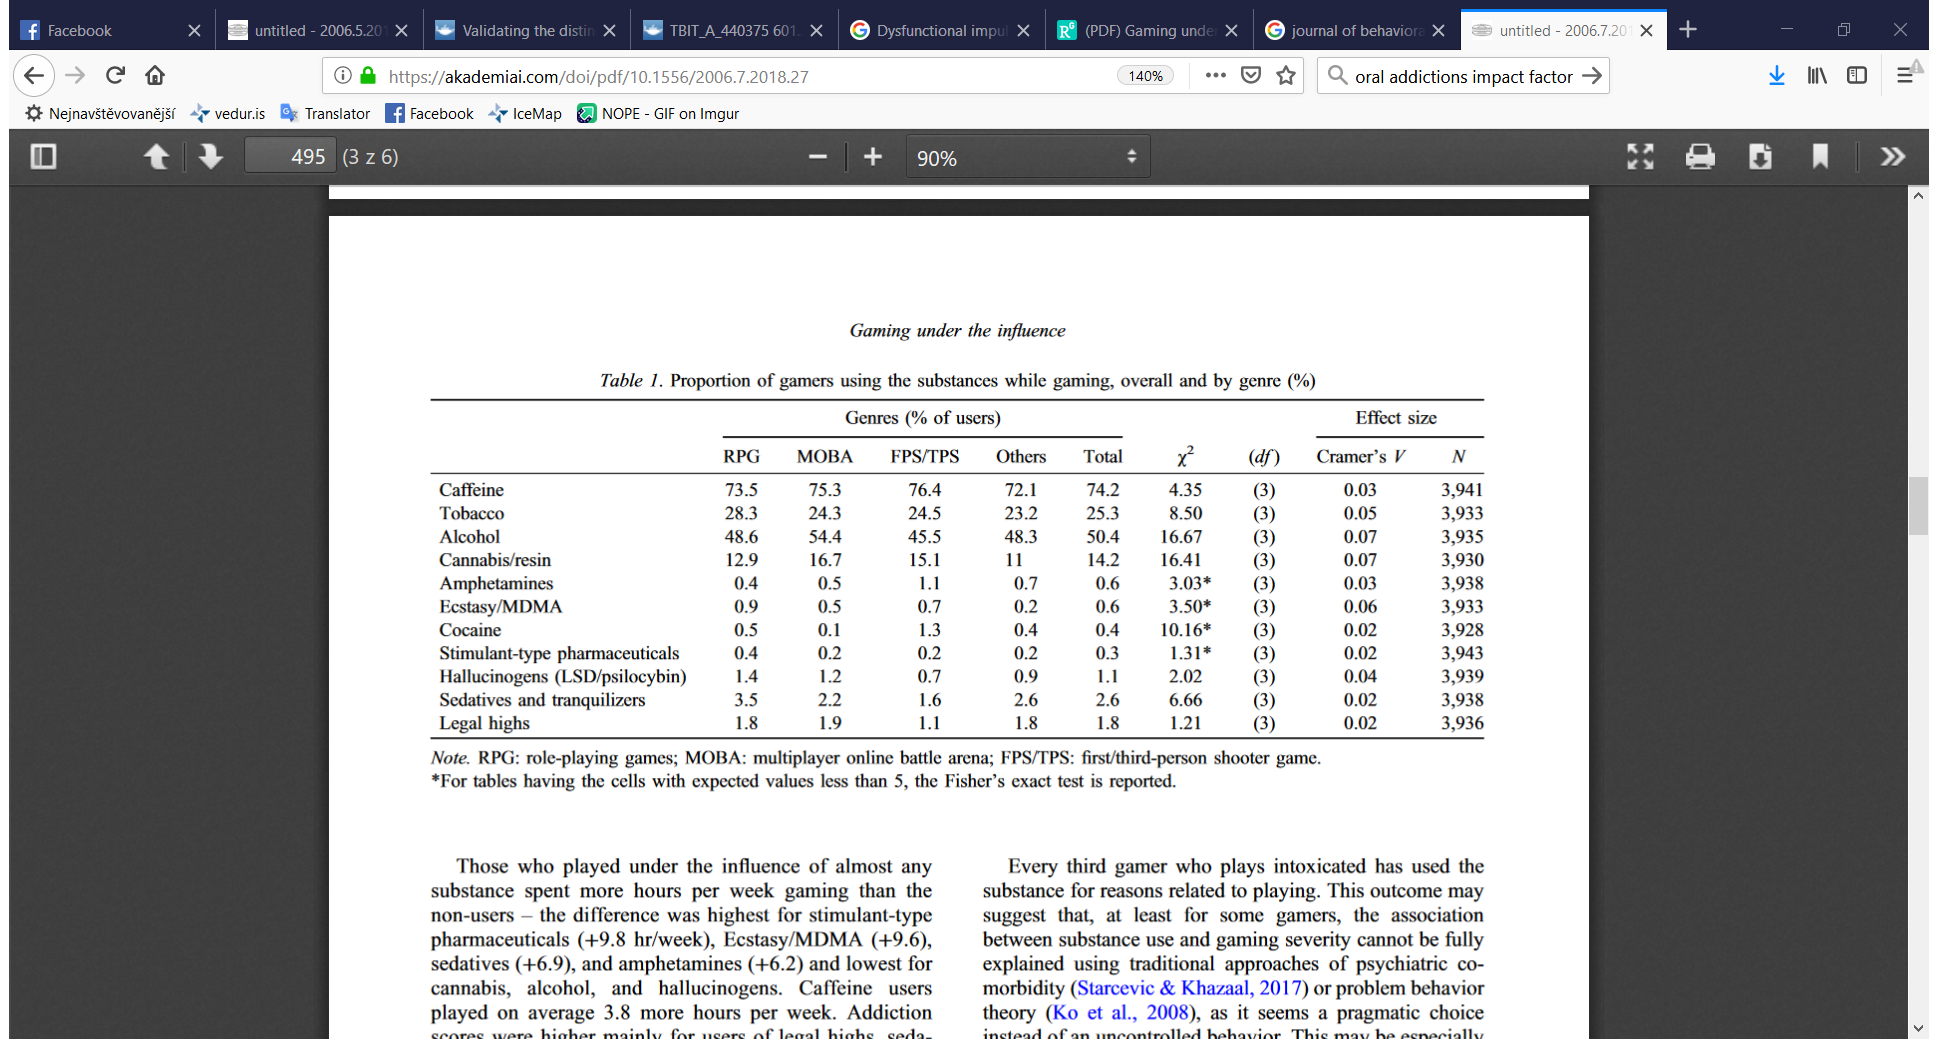 Facebook
untitled - 2006.5.201
Validating the distin
TBIT_A_440375 601..
Dysfunctional impul
(PDF) Gaming unde
journal of behaviora
untitled - 2006.7.201
https://akademiai.com/doi/pdf/10.1556/2006.7.2018.27
140%
oral addictions impact factor
Nejnavštěvovanější
vedur.is
Translator
Facebook
IceMap
NOPE - GIF on Imgur
495 (3 z 6)
90%
Gaming under the influence
Table 1. Proportion of gamers using the substances while gaming, overall and by genre (%)
Genres (% of users) Effect size
RPG MOBA FPS/TPS Others Total χ2 (df) Cramer's V N
Caffeine 73.5 75.3 76.4 72.1 74.2 4.35 (3) 0.03 3,941
Tobacco 28.3 24.3 24.5 23.2 25.3 8.50 (3) 0.05 3,933
Alcohol 48.6 54.4 45.5 48.3 50.4 16.67 (3) 0.07 3,935
Cannabis/resin 12.9 16.7 15.1 11 14.2 16.41 (3) 0.07 3,930
Amphetamines 0.4 0.5 1.1 0.7 0.6 3.03* (3) 0.03 3,938
Ecstasy/MDMA 0.9 0.5 0.7 0.2 0.6 3.50* (3) 0.06 3,933
Cocaine 0.5 0.1 1.3 0.4 0.4 10.16* (3) 0.02 3,928
Stimulant-type pharmaceuticals 0.4 0.2 0.2 0.2 0.3 1.31* (3) 0.02 3,943
Hallucinogens (LSD/psilocybin) 1.4 1.2 0.7 0.9 1.1 2.02 (3) 0.04 3,939
Sedatives and tranquilizers 3.5 2.2 1.6 2.6 2.6 6.66 (3) 0.02 3,938
Legal highs 1.8 1.9 1.1 1.8 1.8 1.21 (3) 0.02 3,936
Note. RPG: role-playing games; MOBA: multiplayer online battle arena; FPS/TPS: first/third-person shooter game.
*For tables having the cells with expected values less than 5, the Fisher's exact test is reported.
Those who played under the influence of almost any
substance spent more hours per week gaming than the
non-users – the difference was highest for stimulant-type
pharmaceuticals (+9.8 hr/week), Ecstasy/MDMA (+9.6),
sedatives (+6.9), and amphetamines (+6.2) and lowest for
cannabis, alcohol, and hallucinogens. Caffeine users
played on average 3.8 more hours per week. Addiction
scores were higher mainly for users of legal highs, seda-
Every third gamer who plays intoxicated has used the
substance for reasons related to playing. This outcome may
suggest that, at least for some gamers, the association
between substance use and gaming severity cannot be fully
explained using traditional approaches of psychiatric co-
morbidity (Starcevic & Khazaal, 2017) or problem behavior
theory (Ko et al., 2008), as it seems a pragmatic choice
instead of an uncontrolled behavior. This may be especially